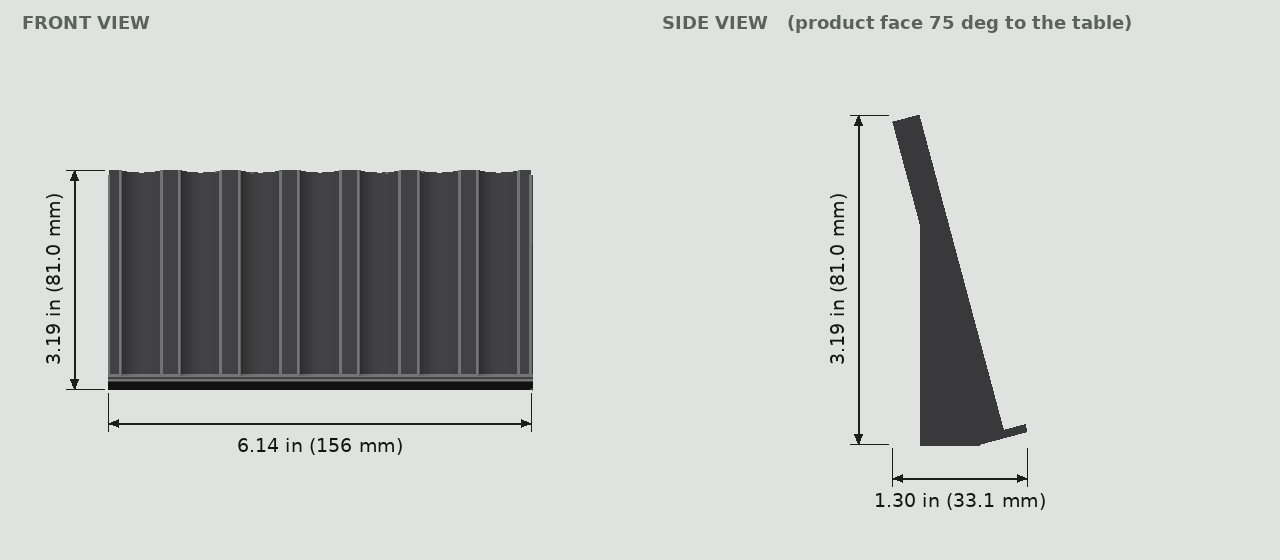 FRONT VIEW
SIDE VIEW (product face 75 deg to the table)
3.19 in (81.0 mm)
6.14 in (156 mm)
3.19 in (81.0 mm)
1.30 in (33.1 mm)